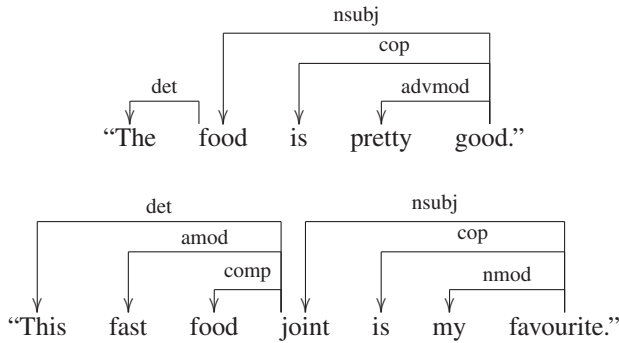 nsubj
cop
det advmod
“The food is pretty good.”
det nsubj
amod cop
comp nmod
“This fast food joint is my favourite.”